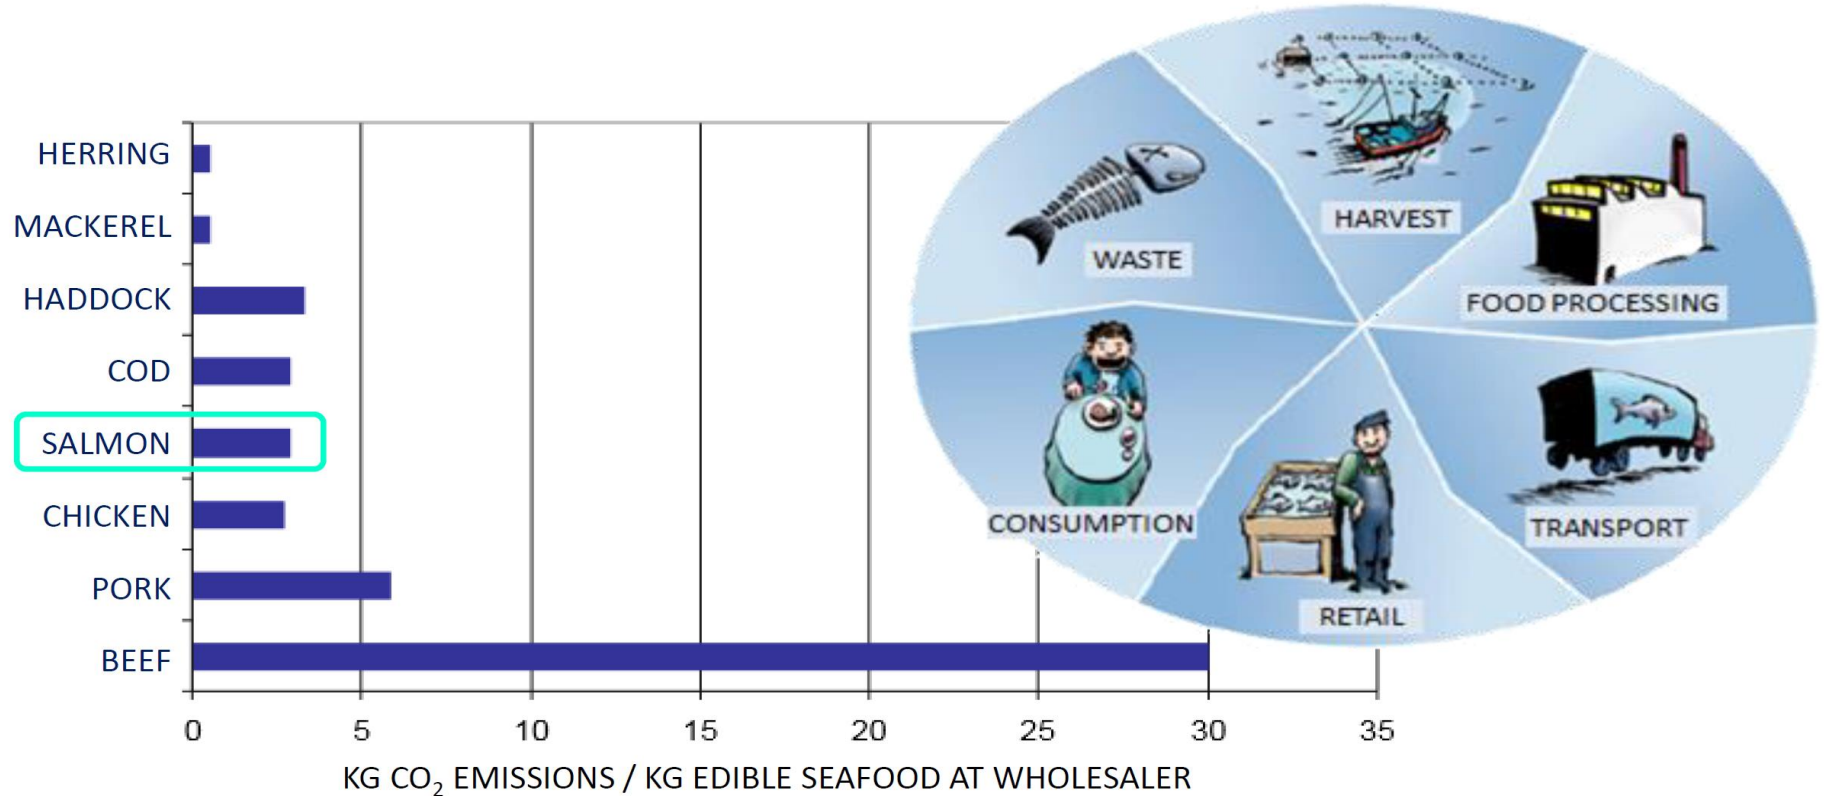 HERRING
MACKEREL
HADDOCK
COD
SALMON
CHICKEN
PORK
BEEF
0 5 10 15 20 25 30 35
KG CO₂ EMISSIONS / KG EDIBLE SEAFOOD AT WHOLESALER
HARVEST
WASTE
FOOD PROCESSING
CONSUMPTION
TRANSPORT
RETAIL